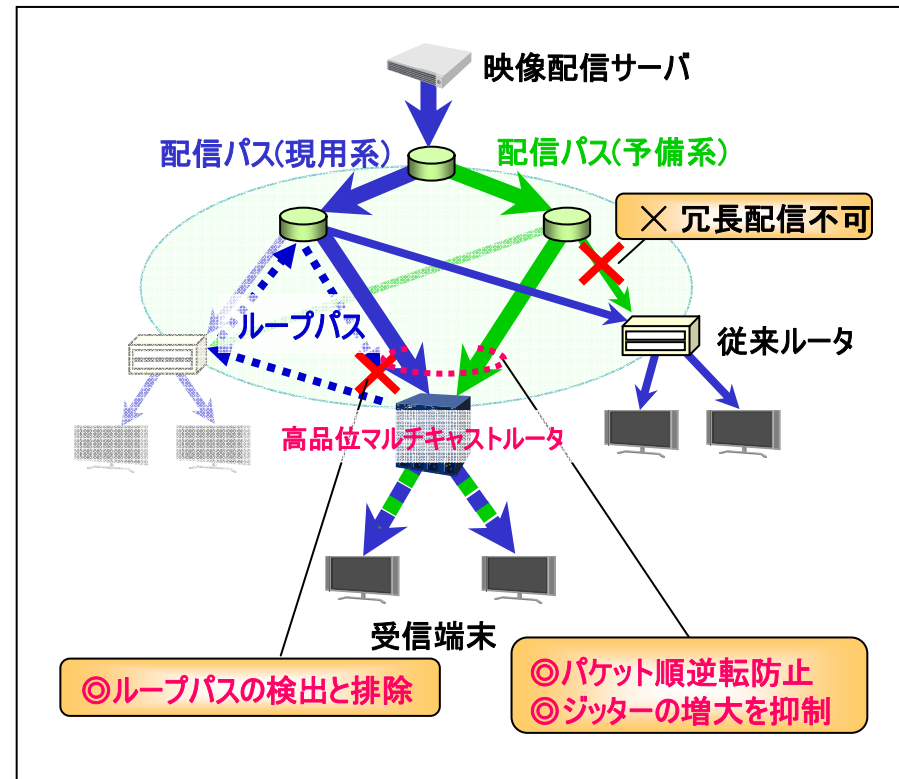 映像配信サーバ
配信パス(現用系)
配信パス(予備系)
× 冗長配信不可
ループパス
従来ルータ
高品位マルチキャストルータ
受信端末
◎ループパスの検出と排除
◎パケット順逆転防止
◎ジッターの増大を抑制